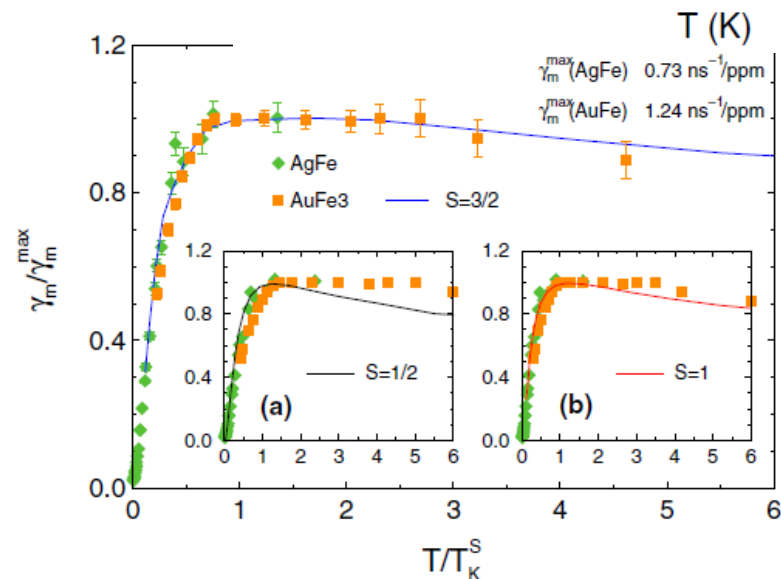 T (K)
γ_m^max(AgFe) 0.73 ns⁻¹/ppm
γ_m^max(AuFe) 1.24 ns⁻¹/ppm
1.2
0.8
0.4
0.0
γ_m/γ_m^max
AgFe
AuFe3 S=3/2
1.2
0.8
0.4
0.0
S=1/2
(a)
0 1 2 3 4 5 6
1.2
0.8
0.4
0.0
S=1
(b)
0 1 2 3 4 5 6
0 1 2 3 4 5 6
T/T_K^S